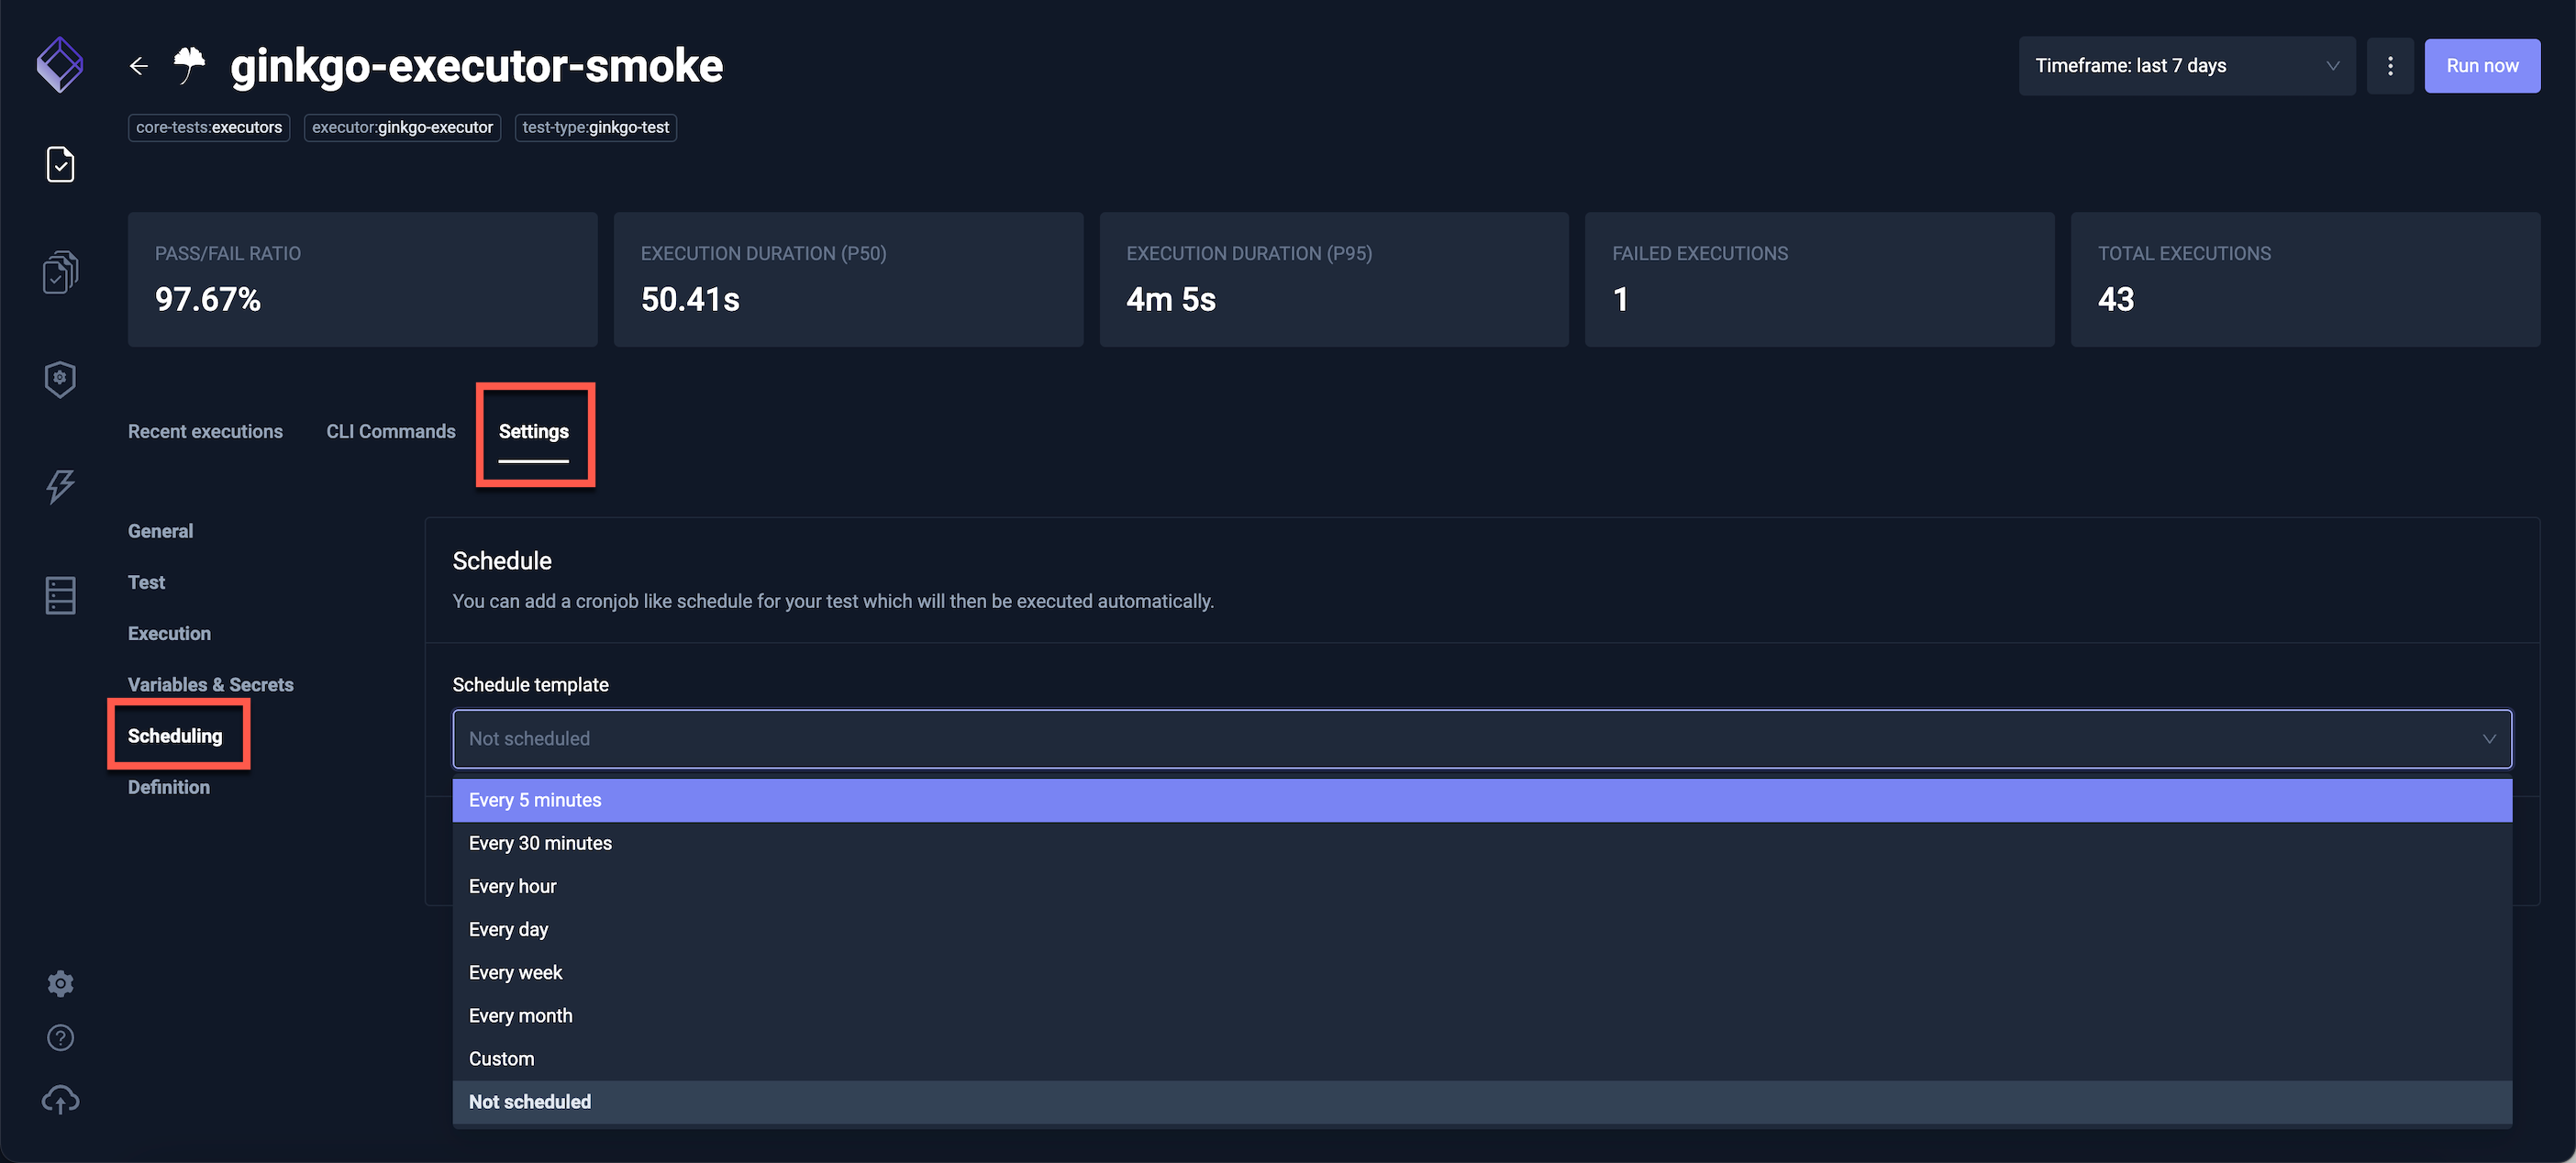 ginkgo-executor-smoke
Timeframe: last 7 days
Run now
core-tests:executors
executor:ginkgo-executor
test-type:ginkgo-test
PASS/FAIL RATIO
97.67%
EXECUTION DURATION (P50)
50.41s
EXECUTION DURATION (P95)
4m 5s
FAILED EXECUTIONS
1
TOTAL EXECUTIONS
43
Recent executions
CLI Commands
Settings
General
Test
Execution
Variables & Secrets
Scheduling
Definition
Schedule
You can add a cronjob like schedule for your test which will then be executed automatically.
Schedule template
Not scheduled
Every 5 minutes
Every 30 minutes
Every hour
Every day
Every week
Every month
Custom
Not scheduled